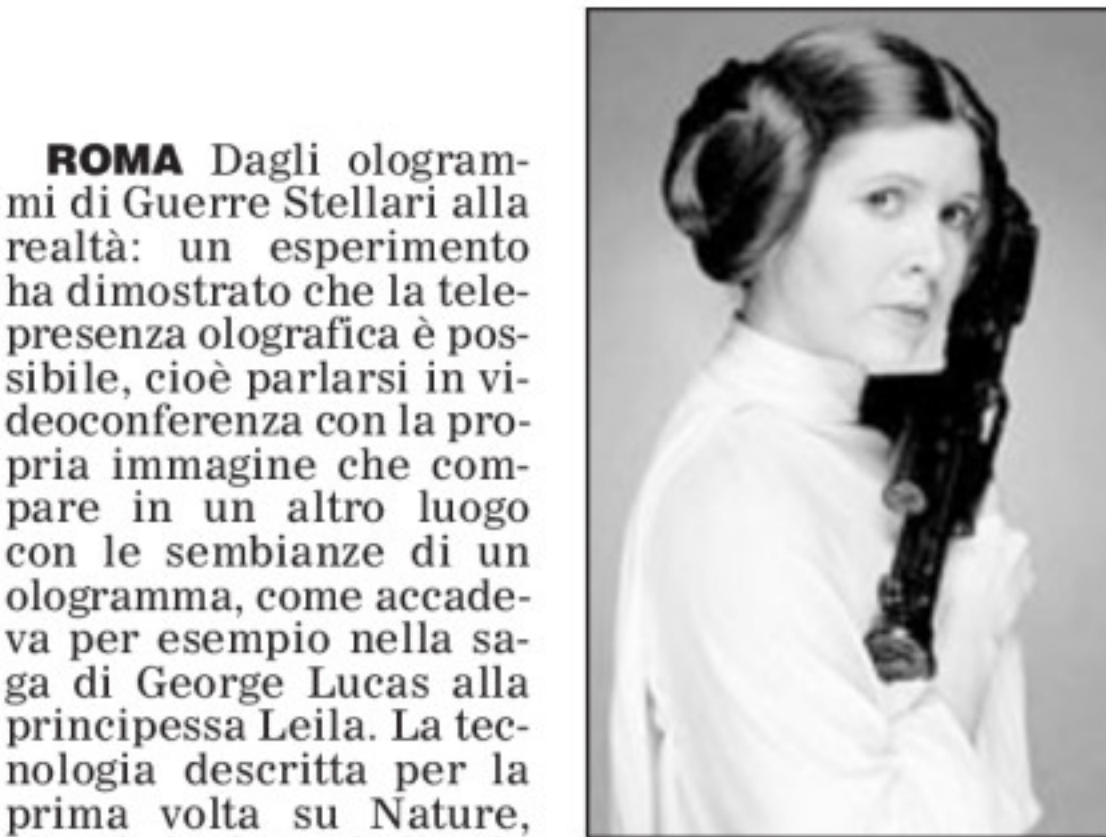 ROMA Dagli ologram-
mi di Guerre Stellari alla
realtà: un esperimento
ha dimostrato che la tele-
presenza olografica è pos-
sibile, cioè parlarsi in vi-
deoconferenza con la pro-
pria immagine che com-
pare in un altro luogo
con le sembianze di un
ologramma, come accade-
va per esempio nella sa-
ga di George Lucas alla
principessa Leila. La tec-
nologia descritta per la
prima volta su Nature,